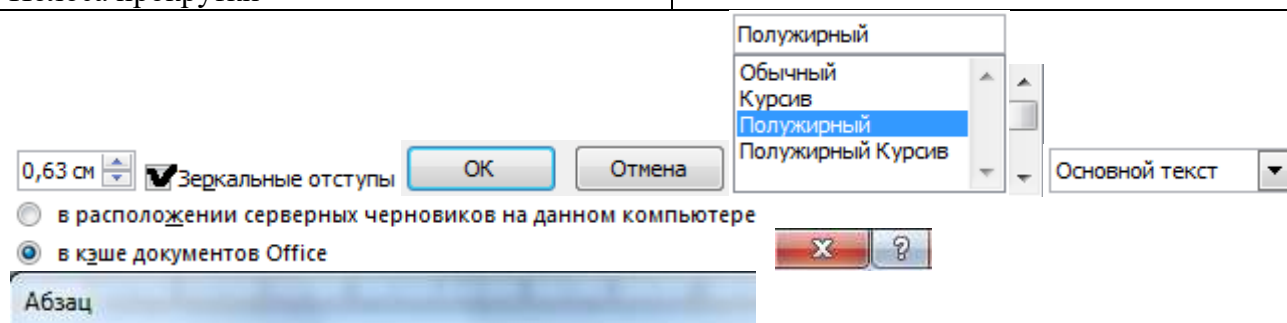 Полужирный
Обычный
Курсив
Полужирный
Полужирный Курсив
0,63 см
Зеркальные отступы
ОК
Отмена
Основной текст
в расположении серверных черновиков на данном компьютере
в кэше документов Office
?
Абзац